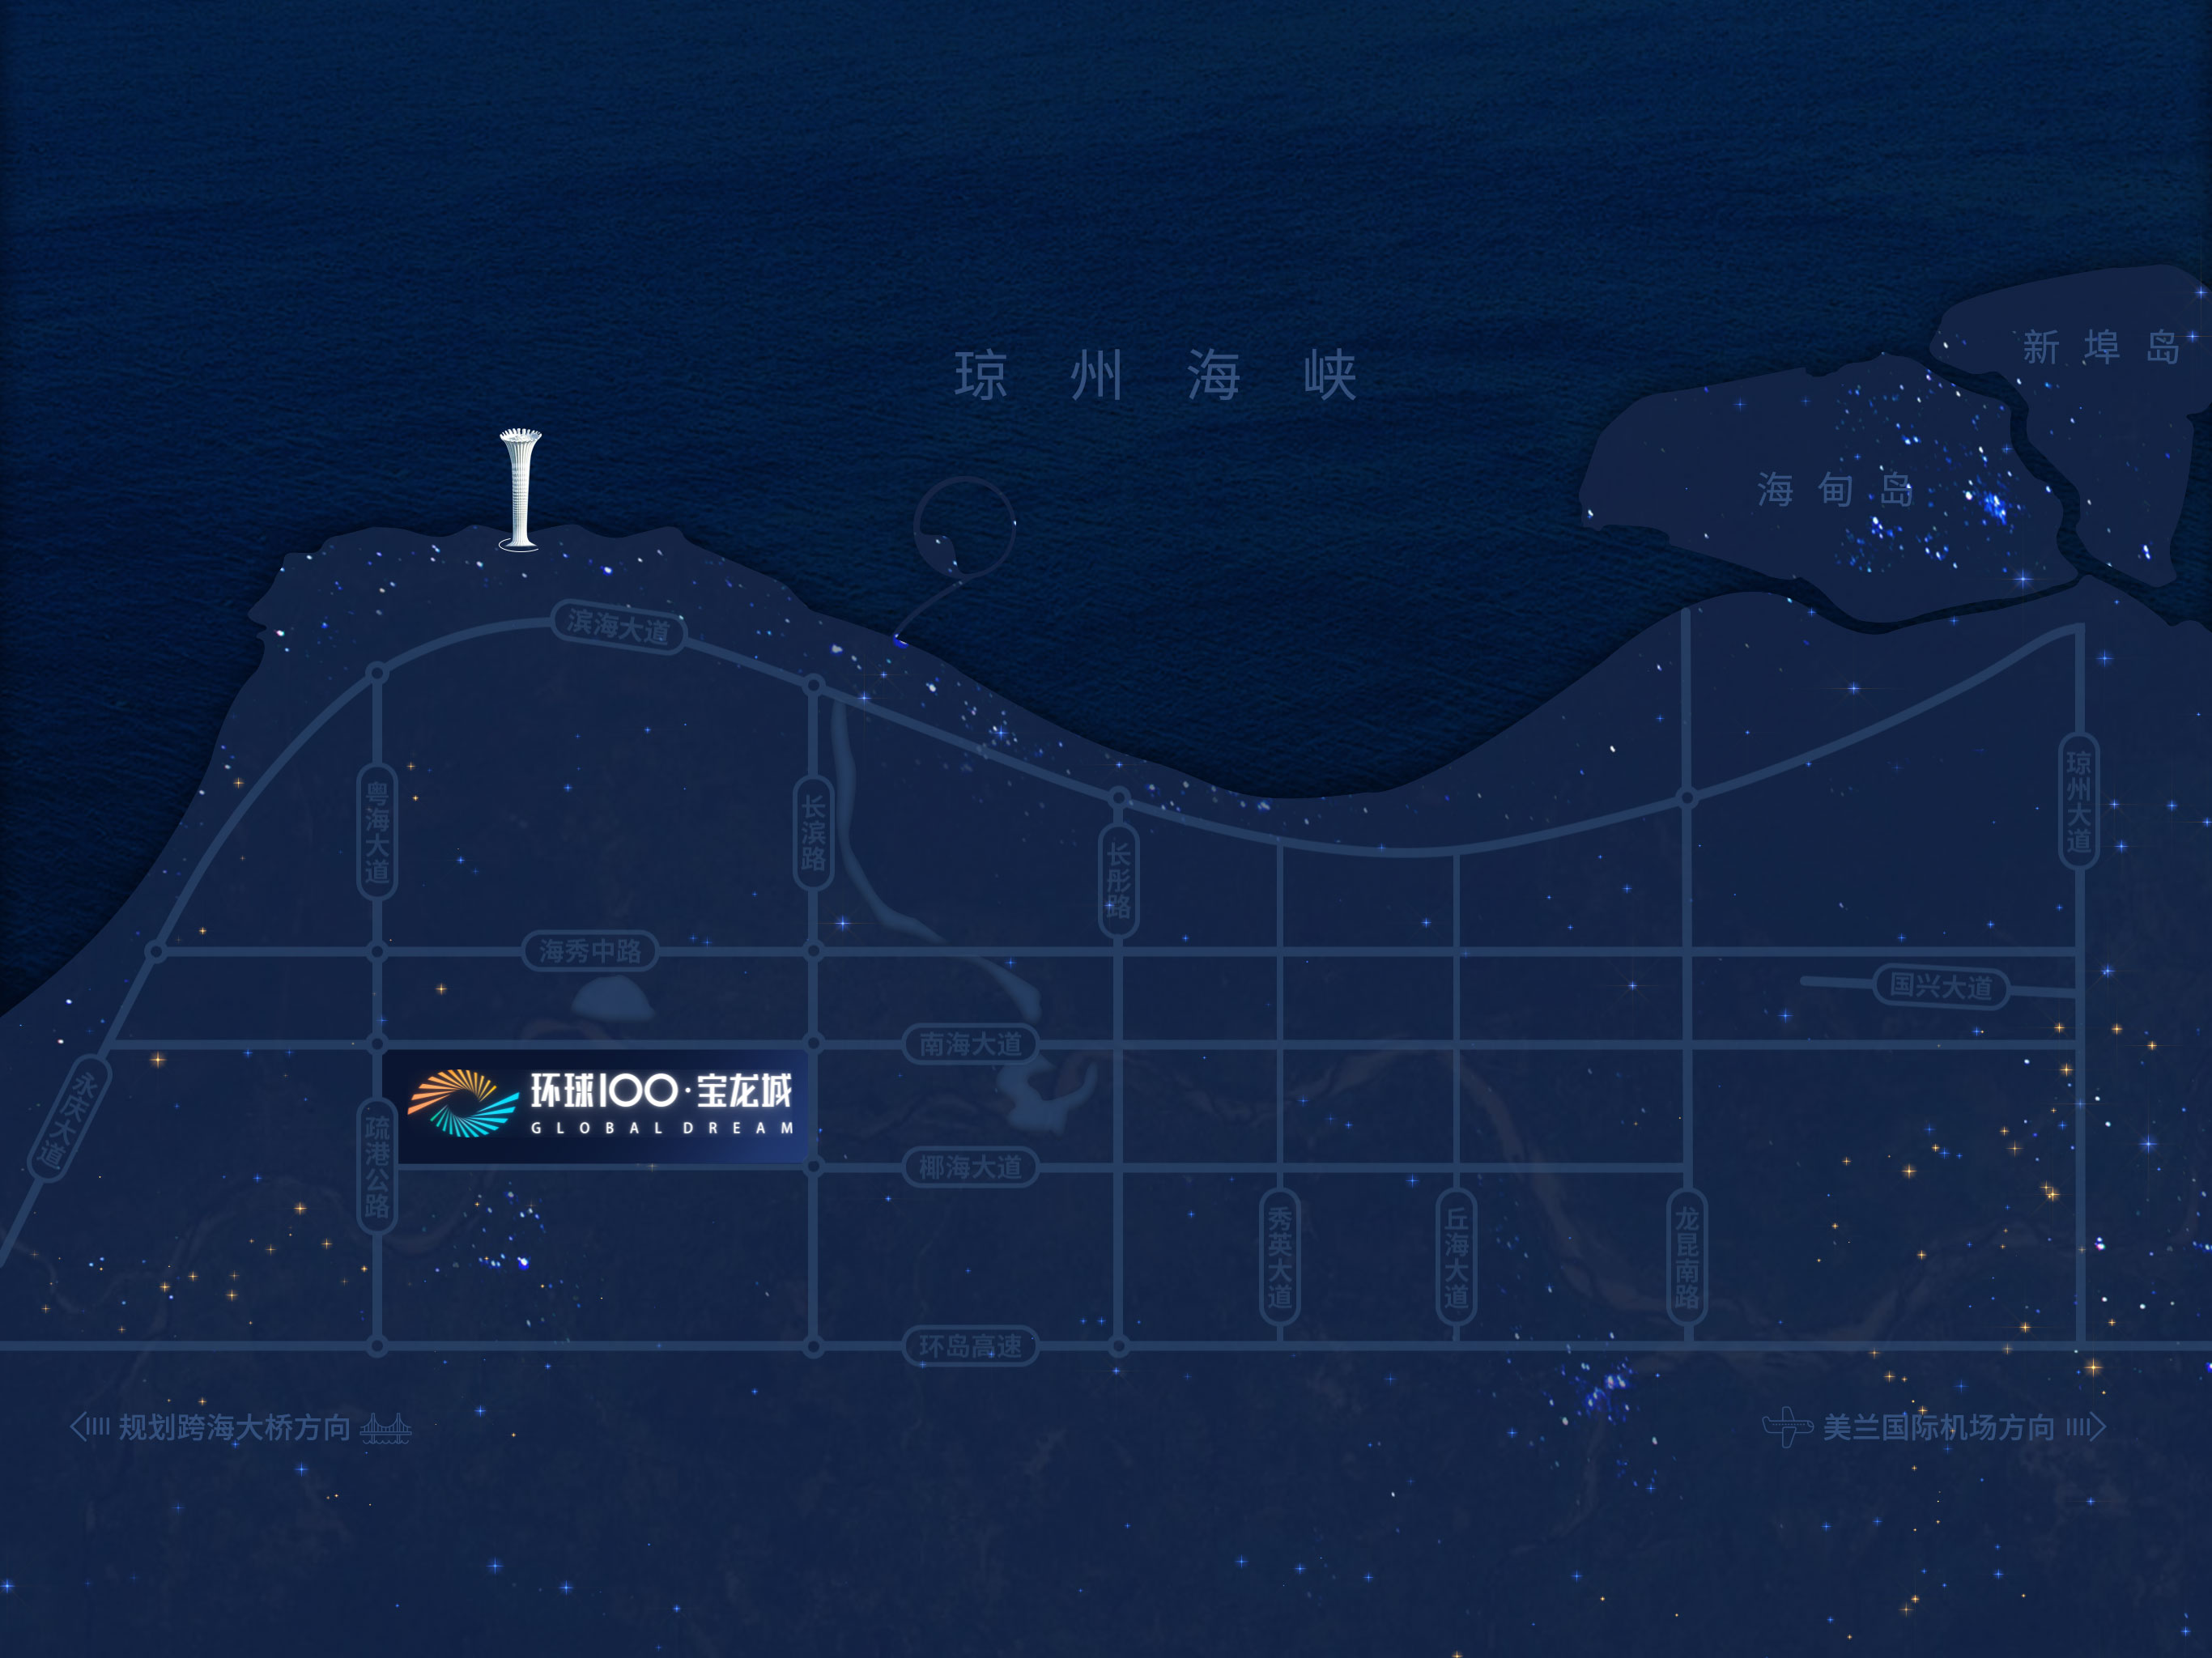 新埠岛
琼州海峡
海甸岛
滨海大道
粤海大道
长滨路
长彤路
琼州大道
海秀中路
国兴大道
南海大道
永庆大道
疏港公路
环球100·宝龙城
GLOBAL DREAM
椰海大道
秀英大道
丘海大道
龙昆南路
环岛高速
规划跨海大桥方向
美兰国际机场方向